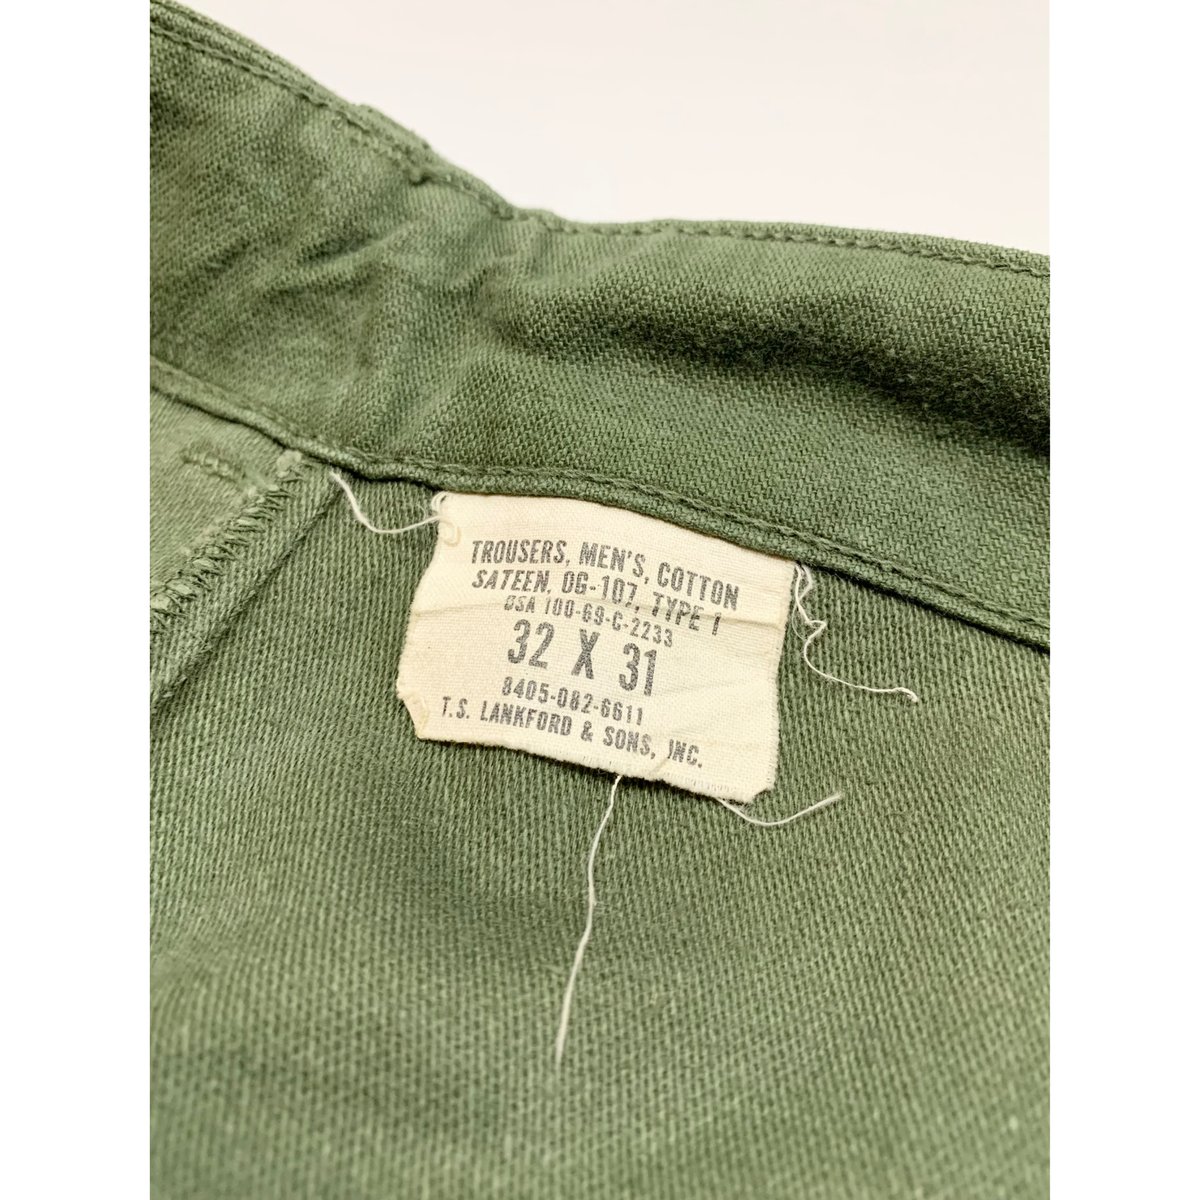 TROUSERS, MEN'S, COTTON
SATEEN, OG-107, TYPE I
DSA 100-69-C-2233
32 X 31
8405-082-6611
T.S. LANKFORD & SONS, INC.